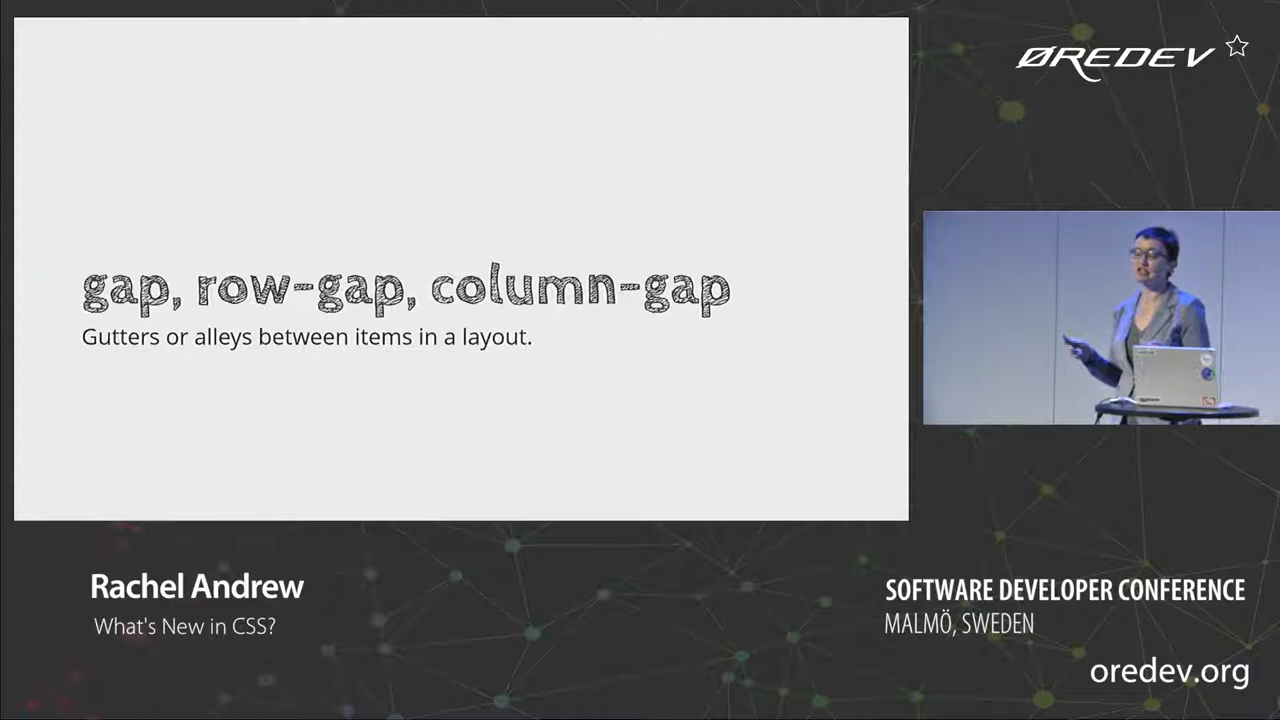 ØREDEV
gap, row-gap, column-gap
Gutters or alleys between items in a layout.
Rachel Andrew
What's New in CSS?
SOFTWARE DEVELOPER CONFERENCE
MALMÖ, SWEDEN
oredev.org